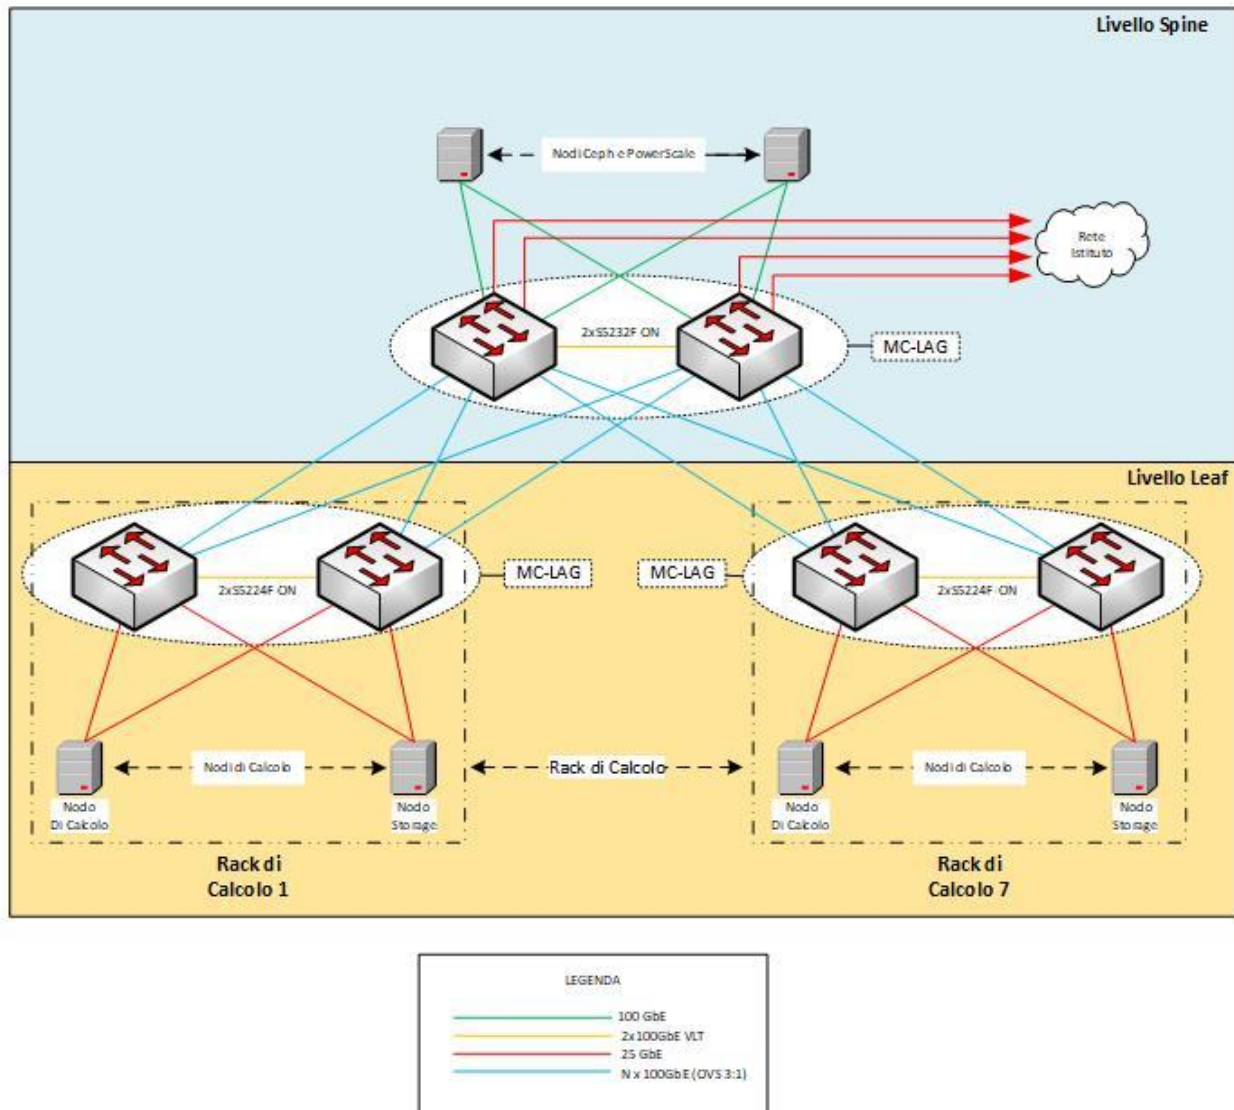 Livello Spine
Nodi Ceph e PowerScale
Rete
Istituto
2xS5232F ON
MC-LAG
Livello Leaf
MC-LAG
MC-LAG
2xS5224F ON
2xS5224F ON
Nodi di Calcolo
Rack di Calcolo
Nodi di Calcolo
Nodo
Di Calcolo
Nodo
Storage
Nodo
Di Calcolo
Nodo
Storage
Rack di
Calcolo 1
Rack di
Calcolo 7
LEGENDA
100 GbE
2x100GbE VLT
25 GbE
N x 100GbE (OVS 3:1)